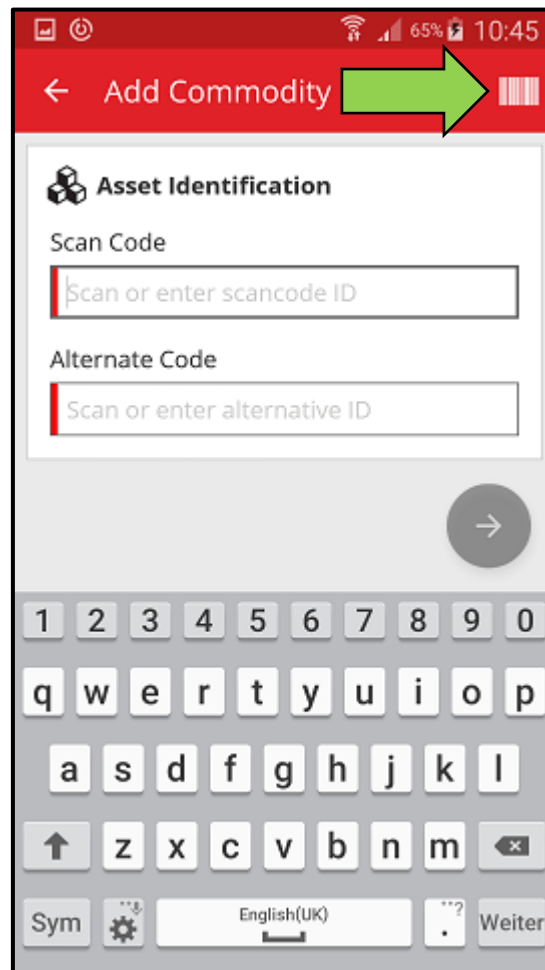 65% 10:45
Add Commodity
Asset Identification
Scan Code
Scan or enter scancode ID
Alternate Code
Scan or enter alternative ID
1 2 3 4 5 6 7 8 9 0
q w e r t y u i o p
a s d f g h j k l
z x c v b n m
Sym English(UK) . ,,? Weiter